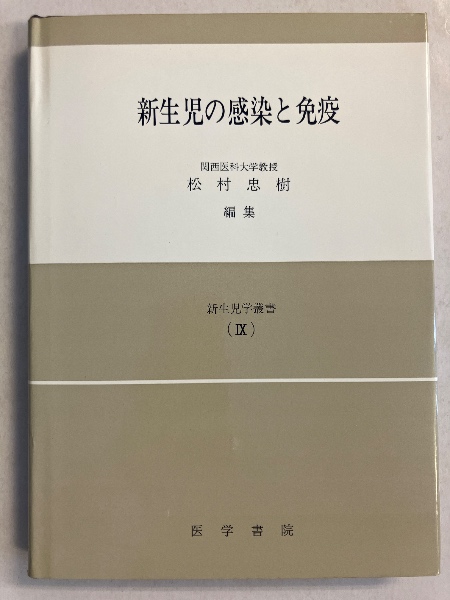 新生児の感染と免疫
関西医科大学教授
松村忠樹
編集
新生児学叢書
(Ⅸ)
医学書院